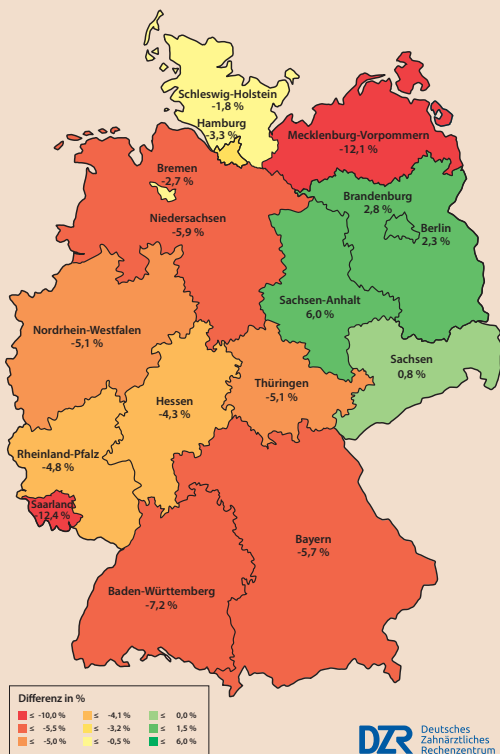 Schleswig-Holstein
-1,8 %
Hamburg
-3,3 %
Mecklenburg-Vorpommern
-12,1 %
Bremen
-2,7 %
Brandenburg
2,8 %
Niedersachsen
-5,9 %
Berlin
2,3 %
Sachsen-Anhalt
6,0 %
Nordrhein-Westfalen
-5,1 %
Sachsen
0,8 %
Thüringen
-5,1 %
Hessen
-4,3 %
Rheinland-Pfalz
-4,8 %
Saarland
-12,4 %
Bayern
-5,7 %
Baden-Württemberg
-7,2 %
Differenz in %
≤ -10,0 % ≤ -4,1 % ≤ 0,0 %
≤ -5,5 % ≤ -3,2 % ≤ 1,5 %
≤ -5,0 % ≤ -0,5 % ≤ 6,0 %
DZR
Deutsches
Zahnärztliches
Rechenzentrum